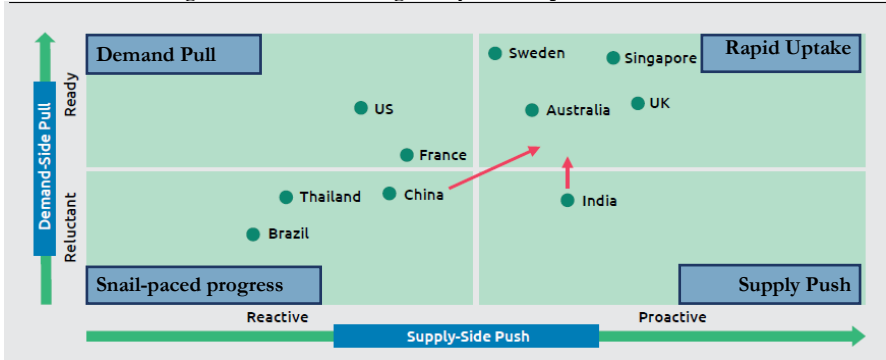 Demand Pull
Sweden
Singapore
Rapid Uptake
Ready
US
Australia
UK
Demand-Side Pull
France
Thailand
China
India
Reluctant
Brazil
Snail-paced progress
Supply Push
Reactive
Proactive
Supply-Side Push